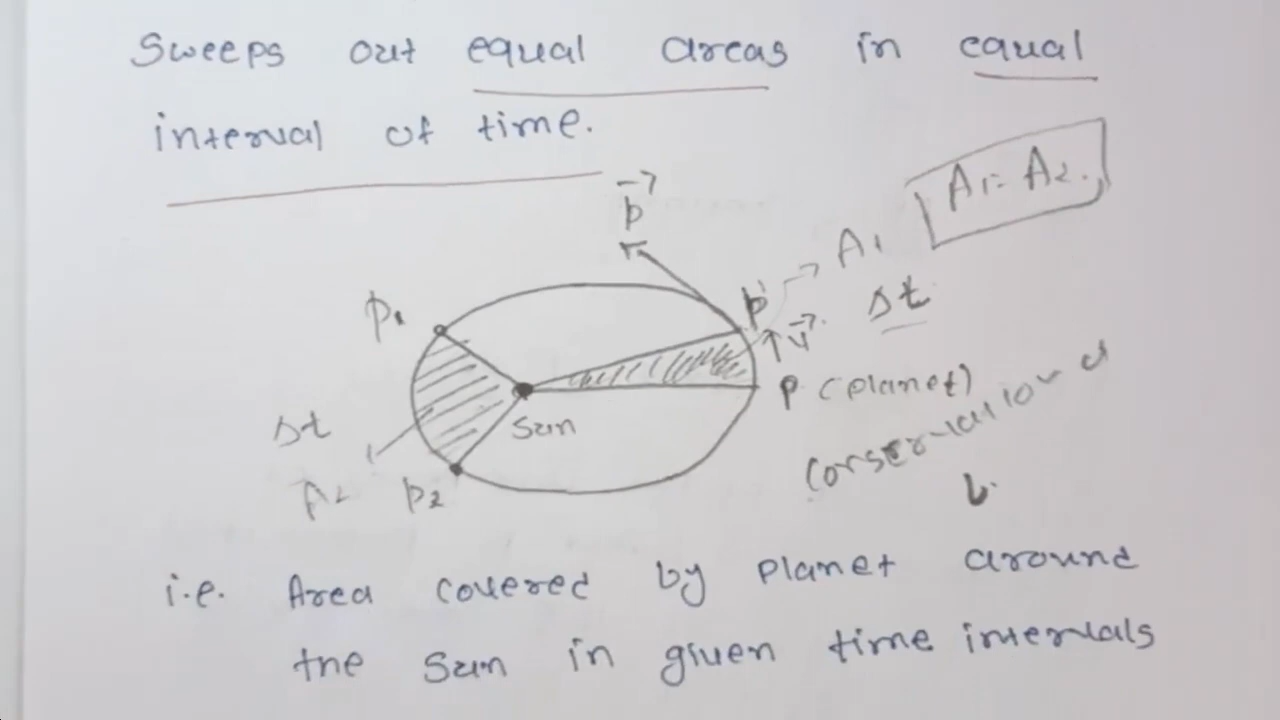 Sweeps out equal areas in equal
interval of time.
A1 = A2.
p
A1
p'
Δt
P1
v
P (planet)
Sun
Δt
conservation of
A2
P2
L.
i.e. Area covered by planet around
the Sun in given time intervals